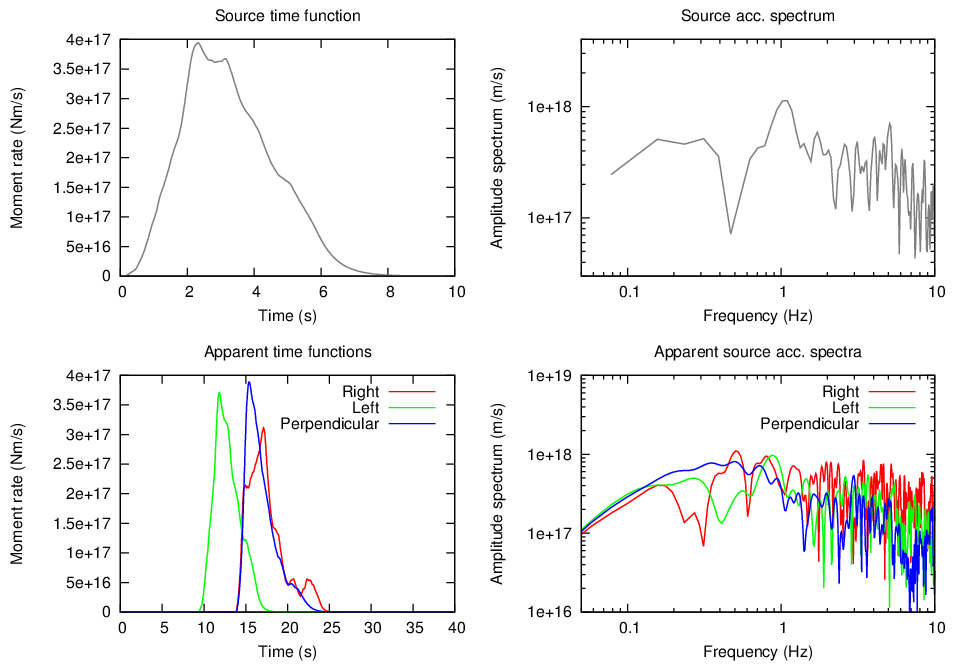 Source time function
Moment rate (Nm/s)
4e+17
3.5e+17
3e+17
2.5e+17
2e+17
1.5e+17
1e+17
5e+16
0
0 2 4 6 8 10
Time (s)
Source acc. spectrum
Amplitude spectrum (m/s)
1e+18
1e+17
0.1 1 10
Frequency (Hz)
Apparent time functions
Moment rate (Nm/s)
4e+17
3.5e+17
3e+17
2.5e+17
2e+17
1.5e+17
1e+17
5e+16
0
Right
Left
Perpendicular
0 5 10 15 20 25 30 35 40
Time (s)
Apparent source acc. spectra
Amplitude spectrum (m/s)
1e+19
1e+18
1e+17
1e+16
Right
Left
Perpendicular
0.1 1 10
Frequency (Hz)